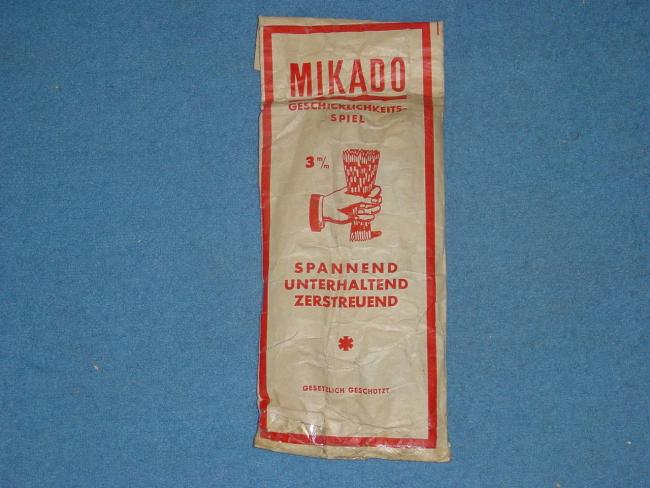 MIKADO
GESCHICKLICHKEITS-
SPIEL
3 m/m
SPANNEND
UNTERHALTEND
ZERSTREUEND
GESETZLICH GESCHÜTZT